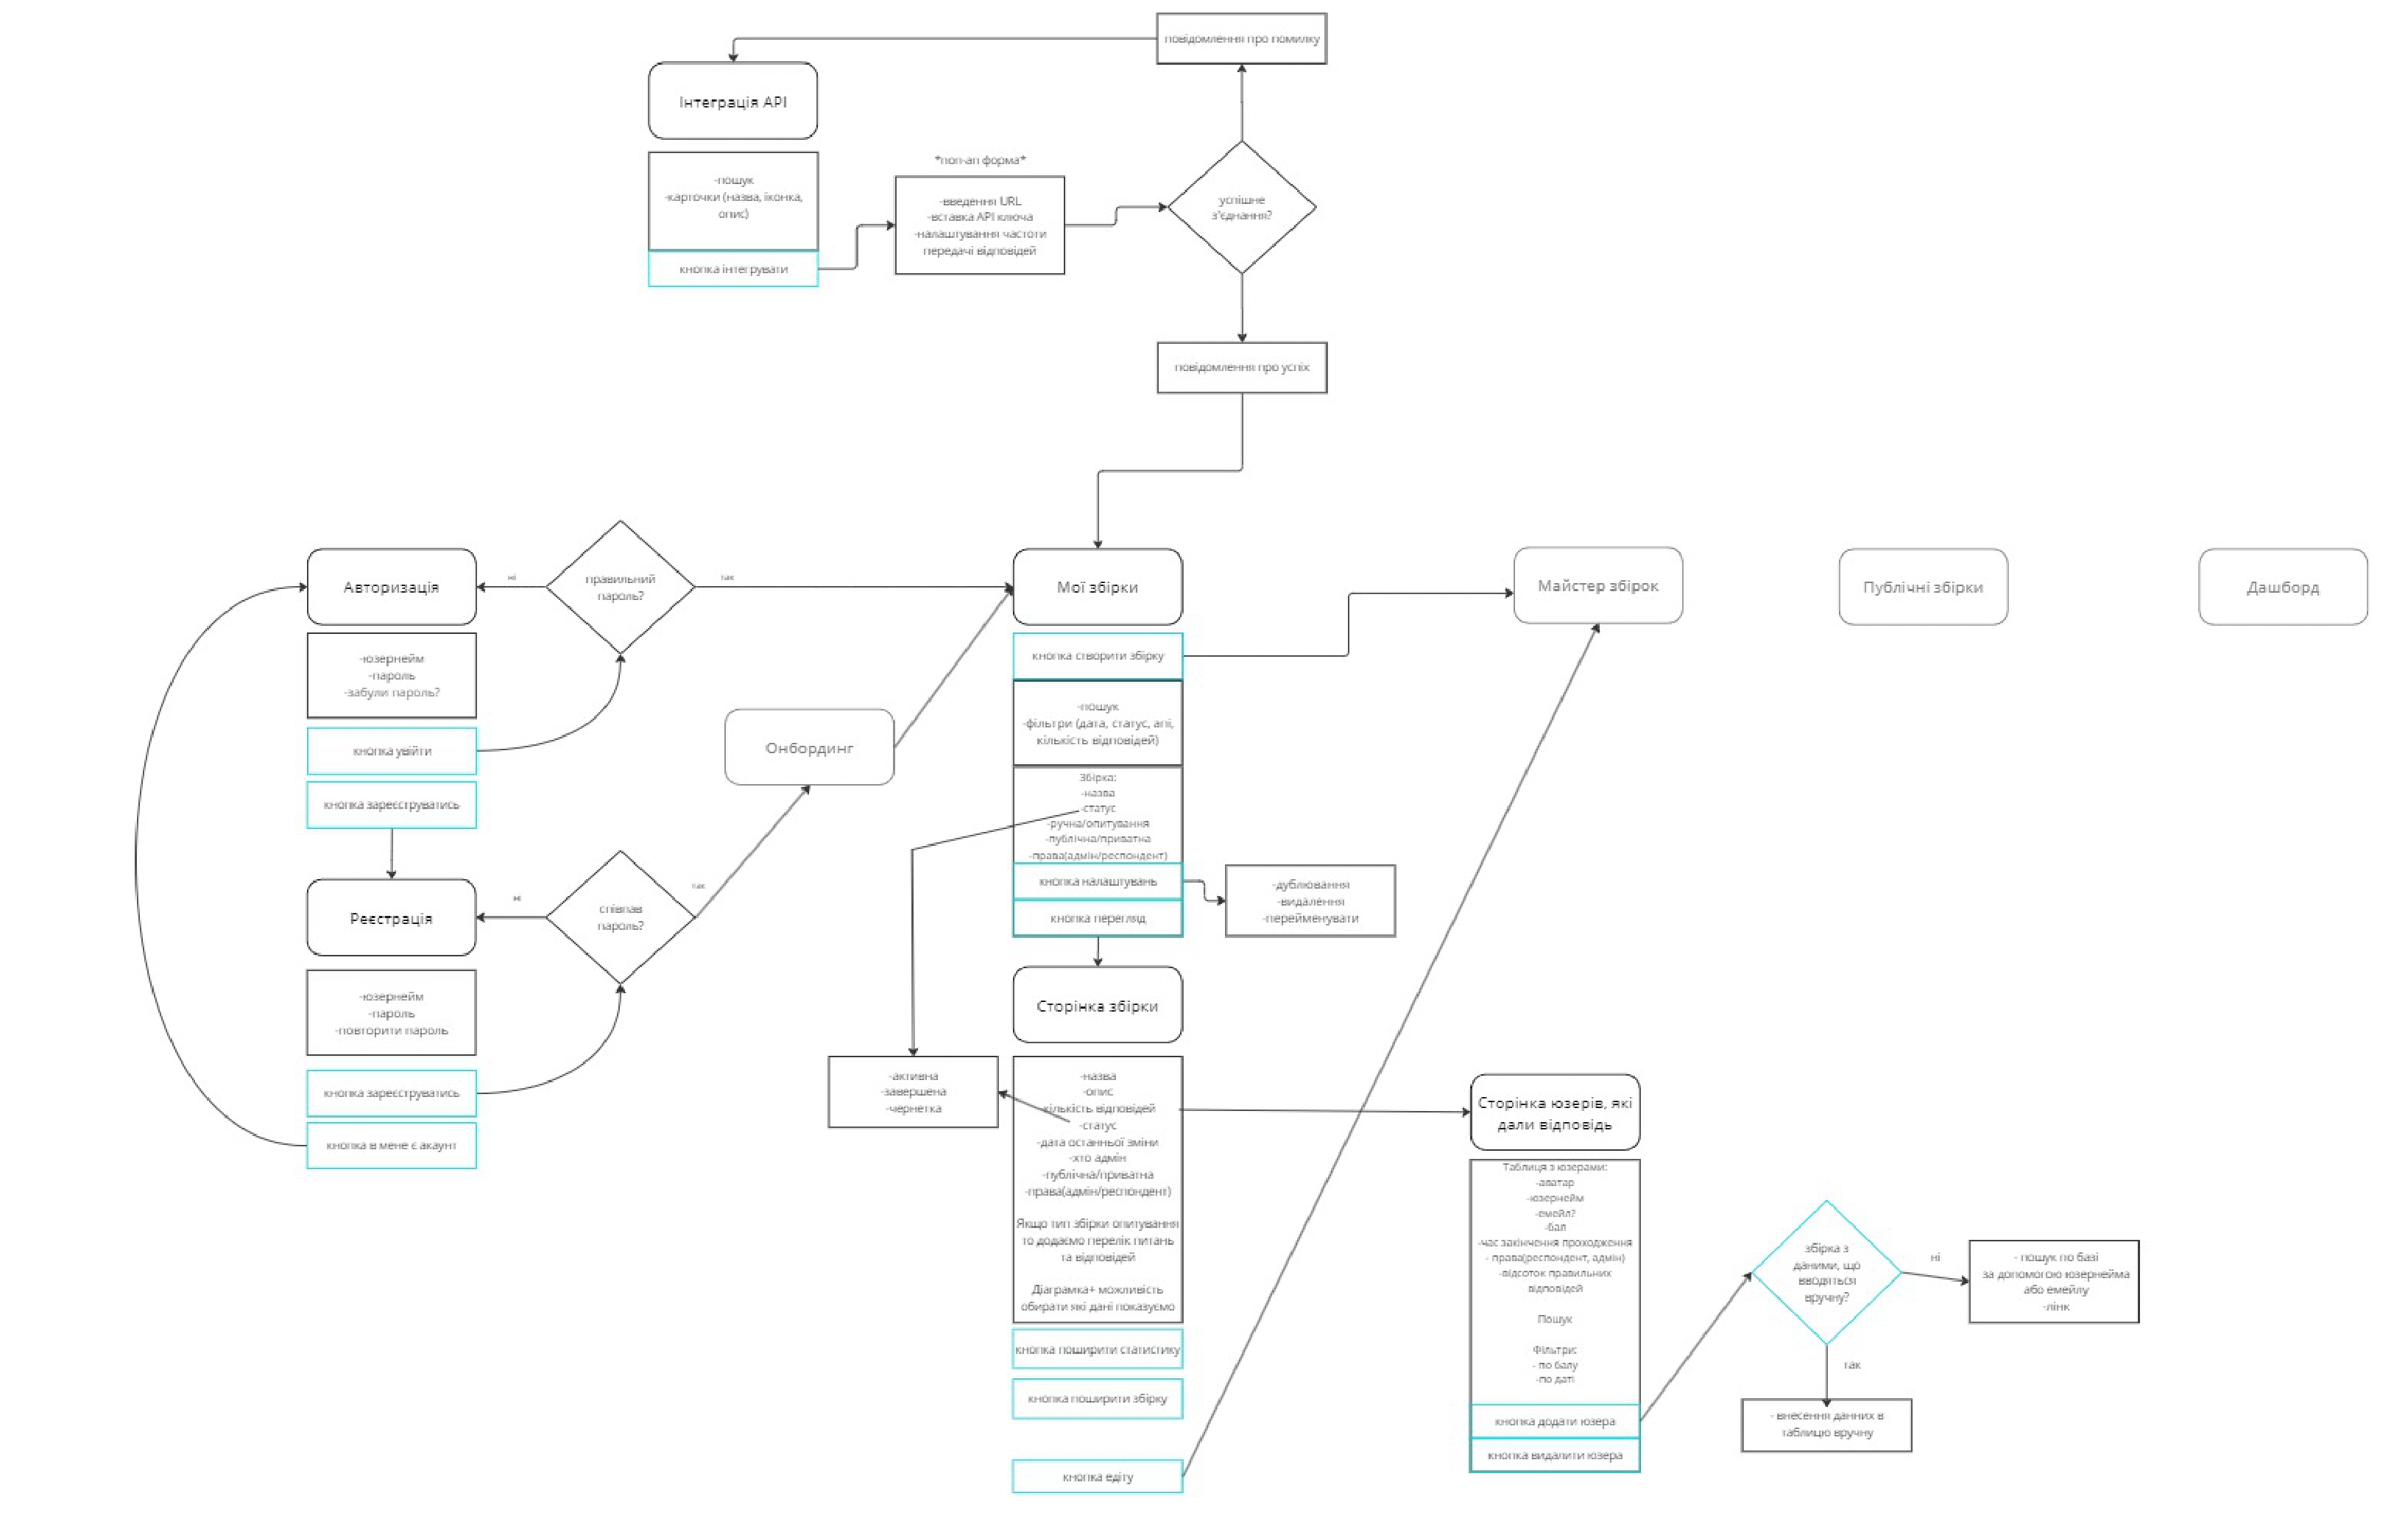 повідомлення про помилку
Інтеграція API
*поп-ап форма*
-пошук
-карточки (назва, іконка,
опис)
кнопка інтегрувати
-введення URL
-вставка API ключа
-налаштування частоти
передачі відповідей
успішне
з'єднання?
повідомлення про успіх
Авторизація
ні
правильний
пароль?
так
Мої збірки
Майстер збірок
Публічні збірки
Дашборд
-юзернейм
-пароль
-забули пароль?
кнопка увійти
кнопка зареєструватись
Онбординг
кнопка створити збірку
-пошук
-фільтри (дата, статус, апі,
кількість відповідей)
Збірка:
-назва
-статус
-ручна/опитування
-публічна/приватна
-права(адмін/респондент)
кнопка налаштувань
кнопка перегляд
-дублювання
-видалення
-перейменувати
Реєстрація
ні
співпав
пароль?
так
-юзернейм
-пароль
-повторити пароль
кнопка зареєструватись
кнопка в мене є акаунт
Сторінка збірки
-активна
-завершена
-чернетка
-назва
-опис
-кількість відповідей
-статус
-дата останньої зміни
-хто адмін
-публічна/приватна
-права(адмін/респондент)
Якщо тип збірки опитування
то додаємо перелік питань
та відповідей
Діаграмка+ можливість
обирати які дані показуємо
кнопка поширити статистику
кнопка поширити збірку
кнопка едіту
Сторінка юзерів, які
дали відповідь
Таблиця з юзерами:
-аватар
-юзернейм
-емейл?
-бал
-час закінчення проходження
- права(респондент, адмін)
-відсоток правильних
відповідей
Пошук
Фільтри:
- по балу
-по даті
кнопка додати юзера
кнопка видалити юзера
збірка з
даними, що
вводяться
вручну?
ні
- пошук по базі
за допомогою юзернейма
або емейлу
-лінк
так
- внесення данних в
таблицю вручну